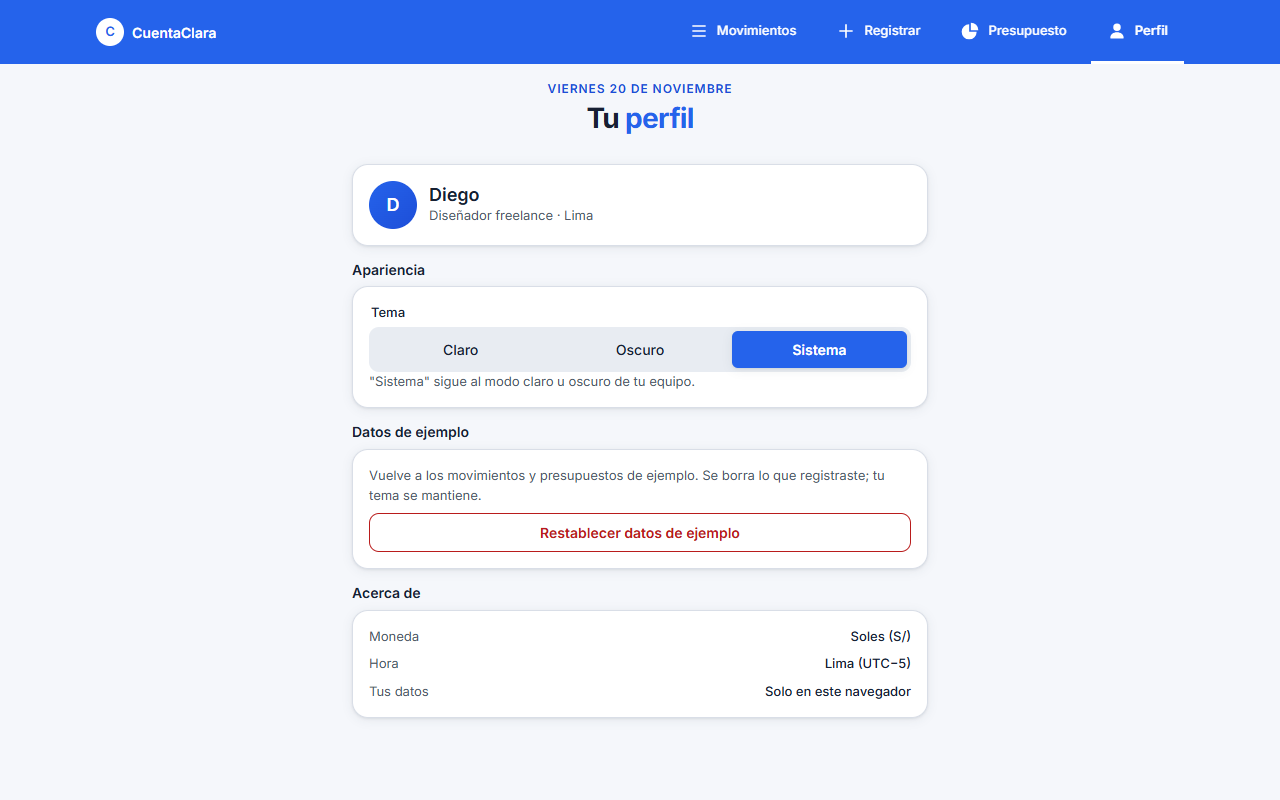 C CuentaClara
Movimientos
Registrar
Presupuesto
Perfil
VIERNES 20 DE NOVIEMBRE
Tu perfil
D
Diego
Diseñador freelance · Lima
Apariencia
Tema
Claro
Oscuro
Sistema
"Sistema" sigue al modo claro u oscuro de tu equipo.
Datos de ejemplo
Vuelve a los movimientos y presupuestos de ejemplo. Se borra lo que registraste; tu
tema se mantiene.
Restablecer datos de ejemplo
Acerca de
Moneda Soles (S/)
Hora Lima (UTC−5)
Tus datos Solo en este navegador